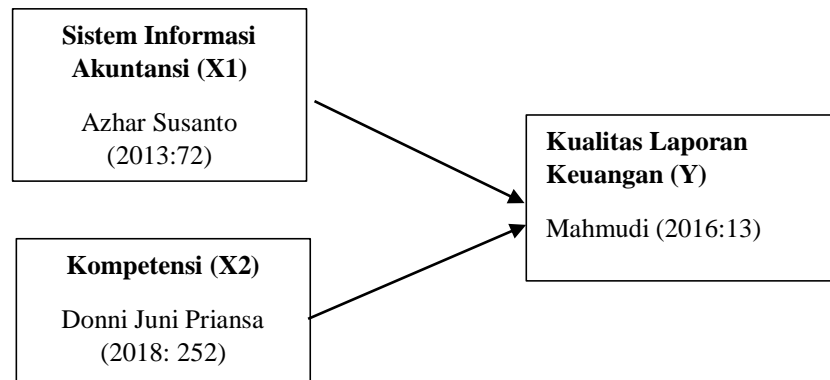 Sistem Informasi
Akuntansi (X1)
Azhar Susanto
(2013:72)
Kualitas Laporan
Keuangan (Y)
Mahmudi (2016:13)
Kompetensi (X2)
Donni Juni Priansa
(2018: 252)